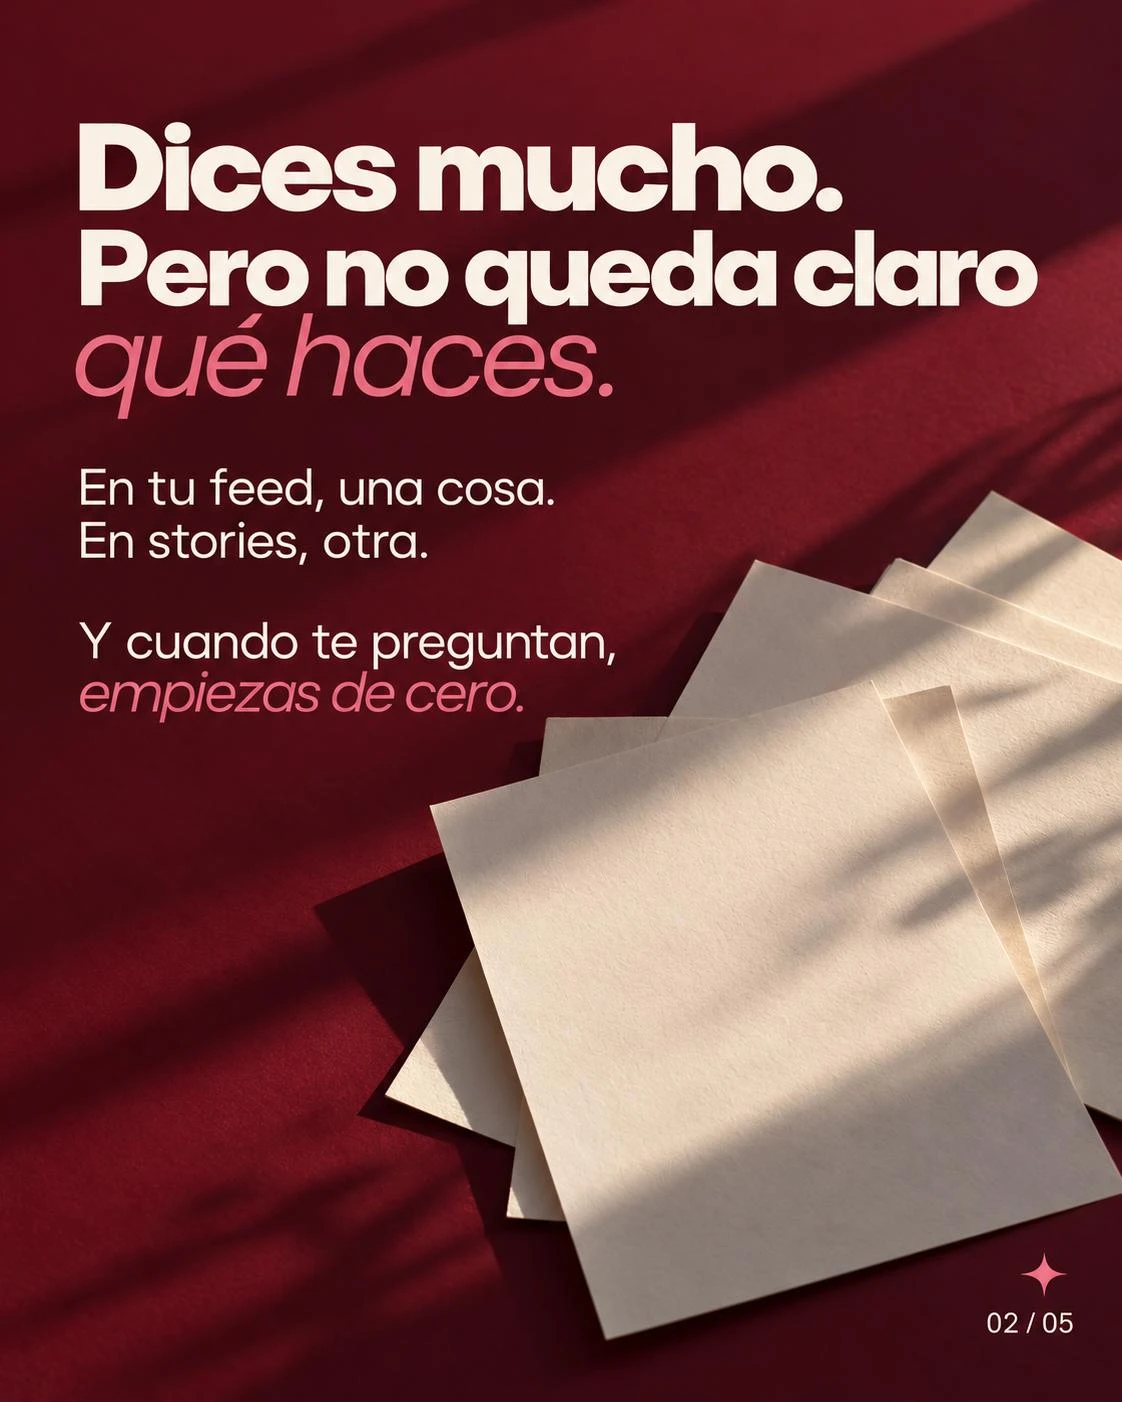 Dices mucho.
Pero no queda claro
qué haces.
En tu feed, una cosa.
En stories, otra.
Y cuando te preguntan,
empiezas de cero.
02 / 05